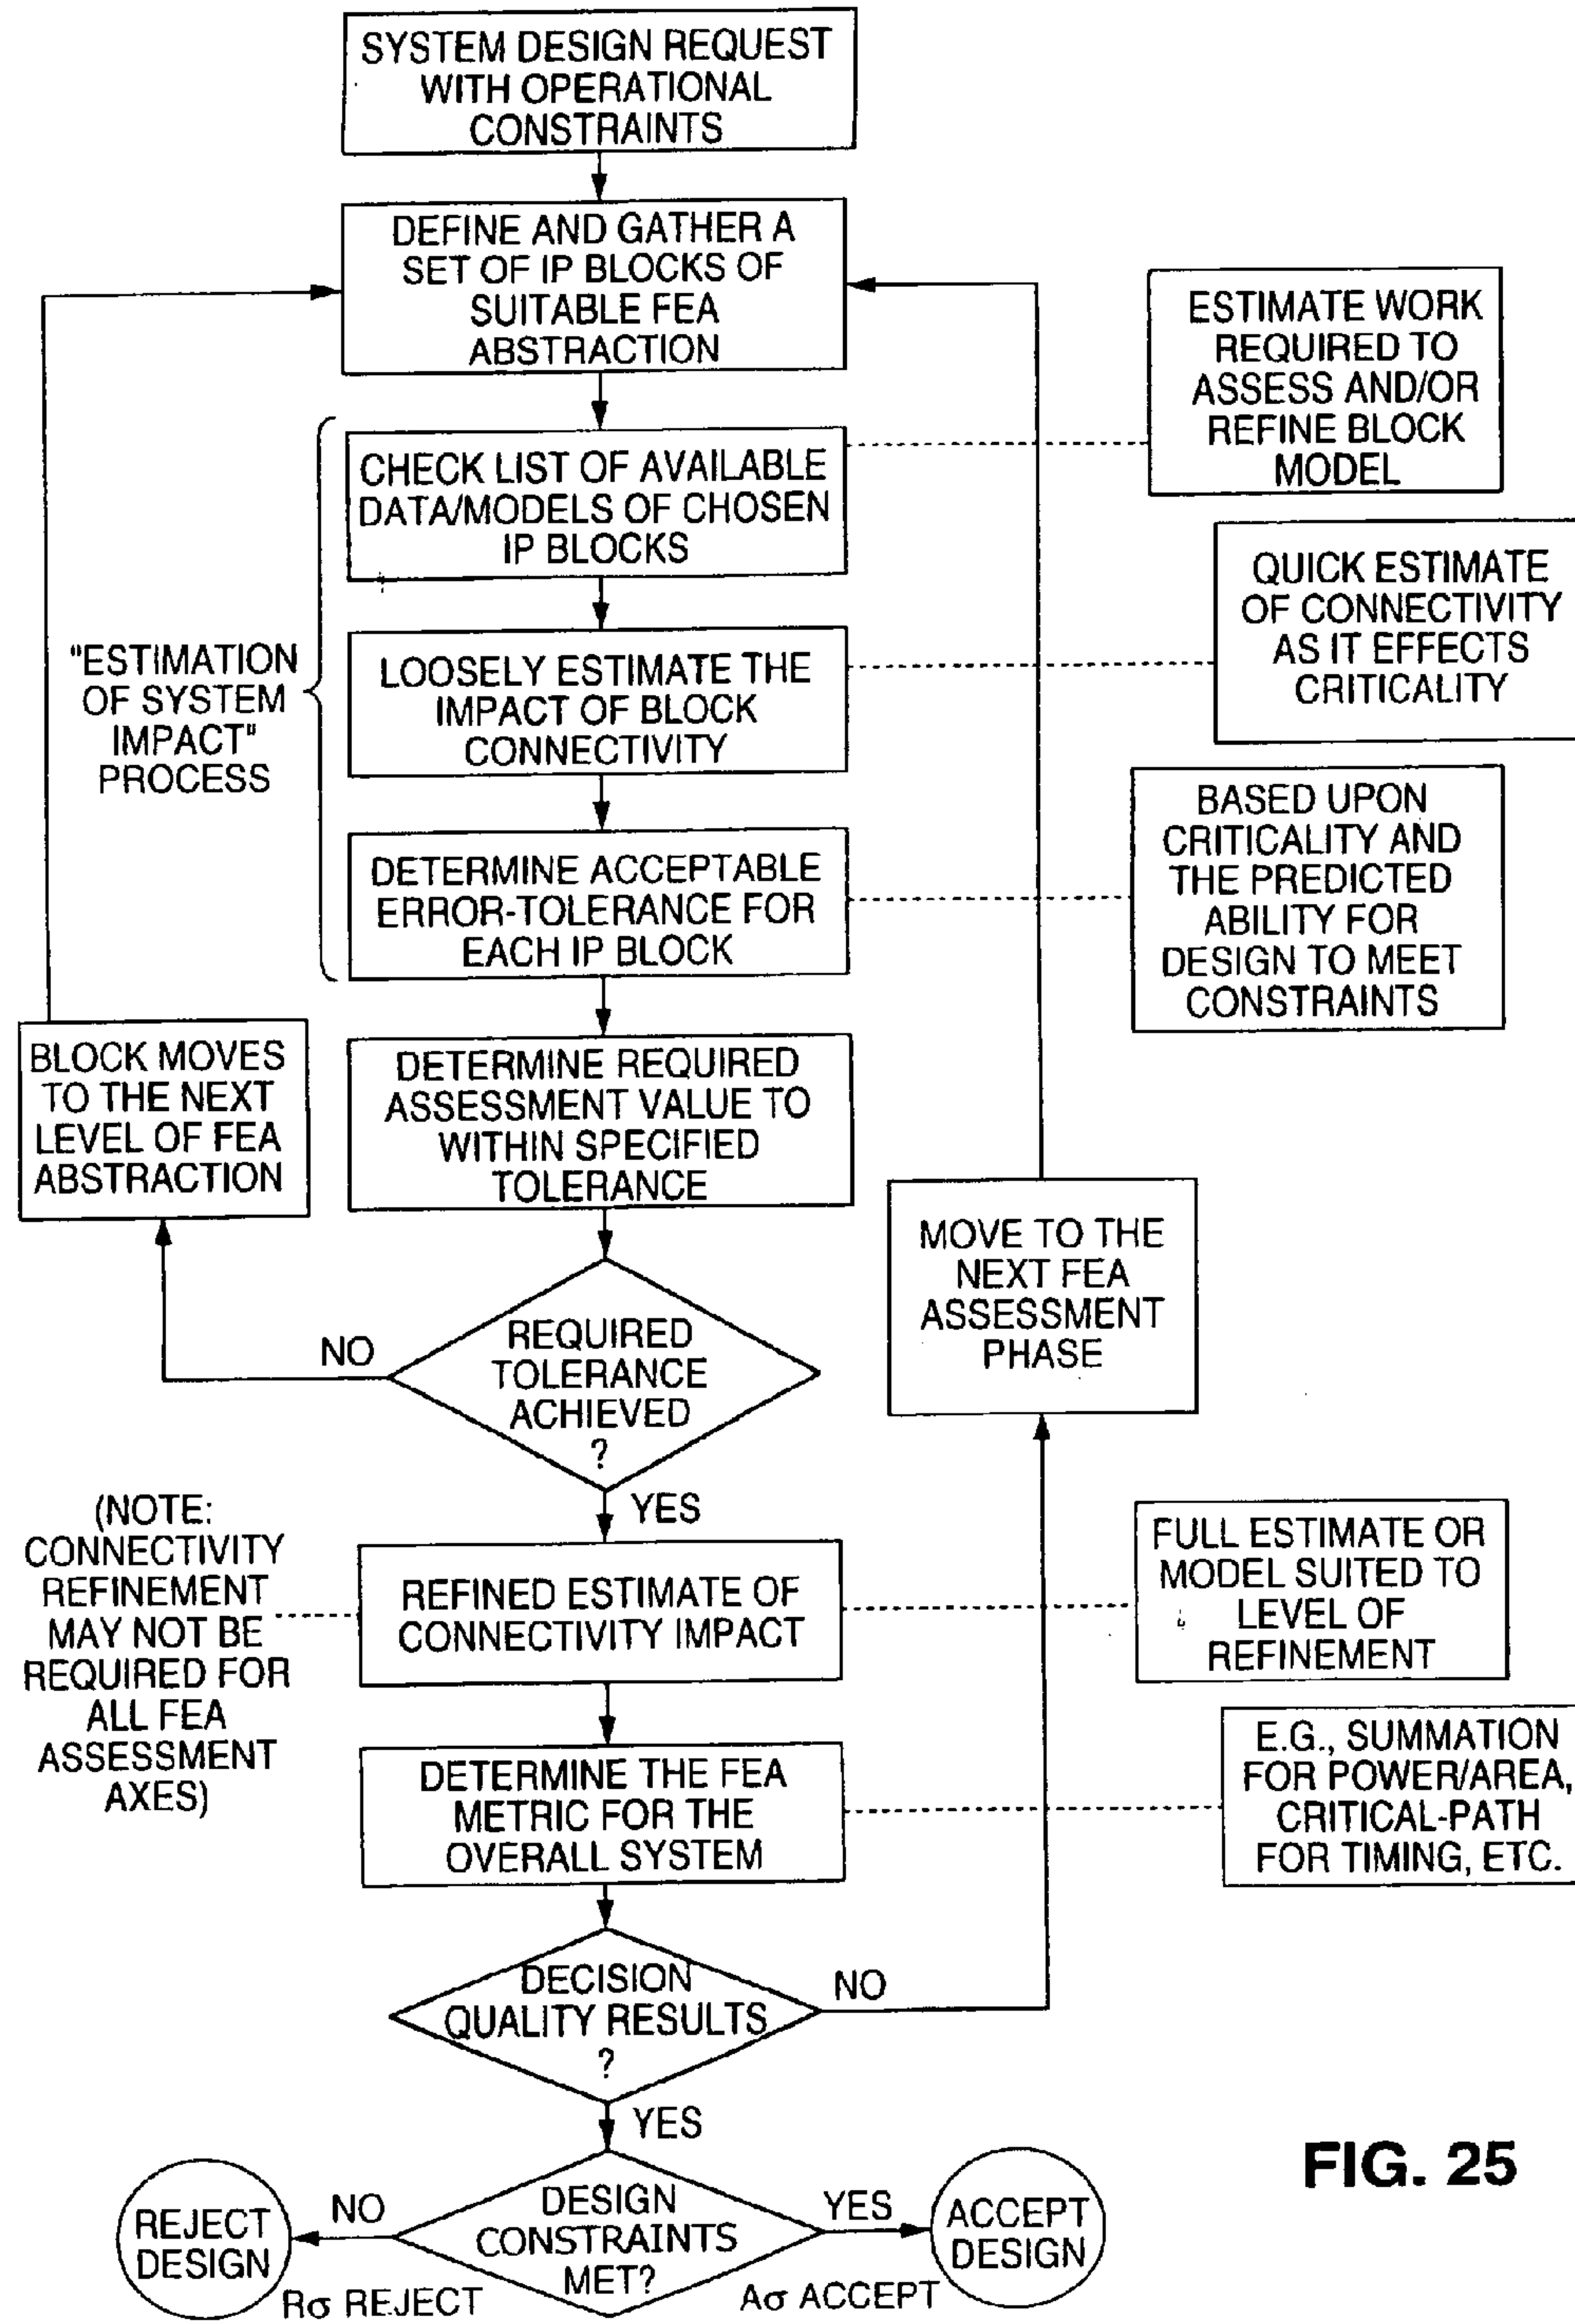 SYSTEM DESIGN REQUEST
WITH OPERATIONAL
CONSTRAINTS
DEFINE AND GATHER A
SET OF IP BLOCKS OF
SUITABLE FEA
ABSTRACTION
ESTIMATE WORK
REQUIRED TO
ASSESS AND/OR
REFINE BLOCK
MODEL
CHECK LIST OF AVAILABLE
DATA/MODELS OF CHOSEN
IP BLOCKS
QUICK ESTIMATE
OF CONNECTIVITY
AS IT EFFECTS
CRITICALITY
"ESTIMATION
OF SYSTEM
IMPACT"
PROCESS
LOOSELY ESTIMATE THE
IMPACT OF BLOCK
CONNECTIVITY
BASED UPON
CRITICALITY AND
THE PREDICTED
ABILITY FOR
DESIGN TO MEET
CONSTRAINTS
DETERMINE ACCEPTABLE
ERROR-TOLERANCE FOR
EACH IP BLOCK
BLOCK MOVES
TO THE NEXT
LEVEL OF FEA
ABSTRACTION
DETERMINE REQUIRED
ASSESSMENT VALUE TO
WITHIN SPECIFIED
TOLERANCE
MOVE TO THE
NEXT FEA
ASSESSMENT
PHASE
NO
REQUIRED
TOLERANCE
ACHIEVED
?
YES
(NOTE:
CONNECTIVITY
REFINEMENT
MAY NOT BE
REQUIRED FOR
ALL FEA
ASSESSMENT
AXES)
REFINED ESTIMATE OF
CONNECTIVITY IMPACT
FULL ESTIMATE OR
MODEL SUITED TO
LEVEL OF
REFINEMENT
DETERMINE THE FEA
METRIC FOR THE
OVERALL SYSTEM
E.G., SUMMATION
FOR POWER/AREA,
CRITICAL-PATH
FOR TIMING, ETC.
DECISION
QUALITY RESULTS
?
NO
YES
REJECT
DESIGN
NO
DESIGN
CONSTRAINTS
MET?
YES
ACCEPT
DESIGN
Rσ REJECT
Aσ ACCEPT
FIG. 25